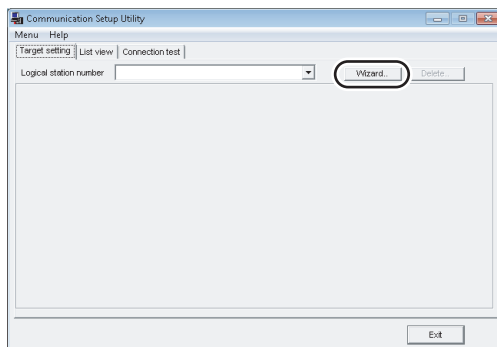 Communication Setup Utility
Menu Help
Target setting List view Connection test
Logical station number Wizard... Delete...
Exit